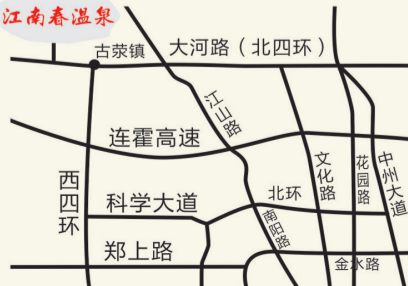 江南春温泉
古荥镇
大河路（北四环）
江山路
连霍高速
文化路
花园路
中州大道
西四环
科学大道
北环
南阳路
郑上路
金水路